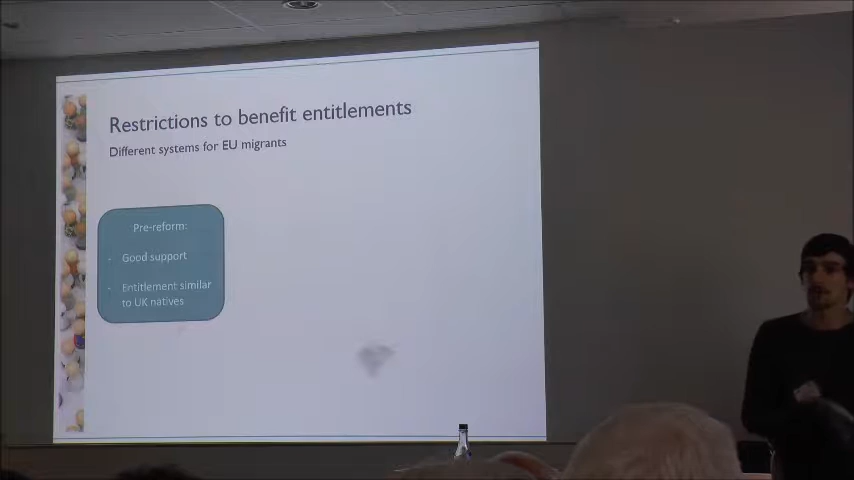 Restrictions to benefit entitlements
Different systems for EU migrants
Pre-reform:
- Good support
- Entitlement similar
to UK natives